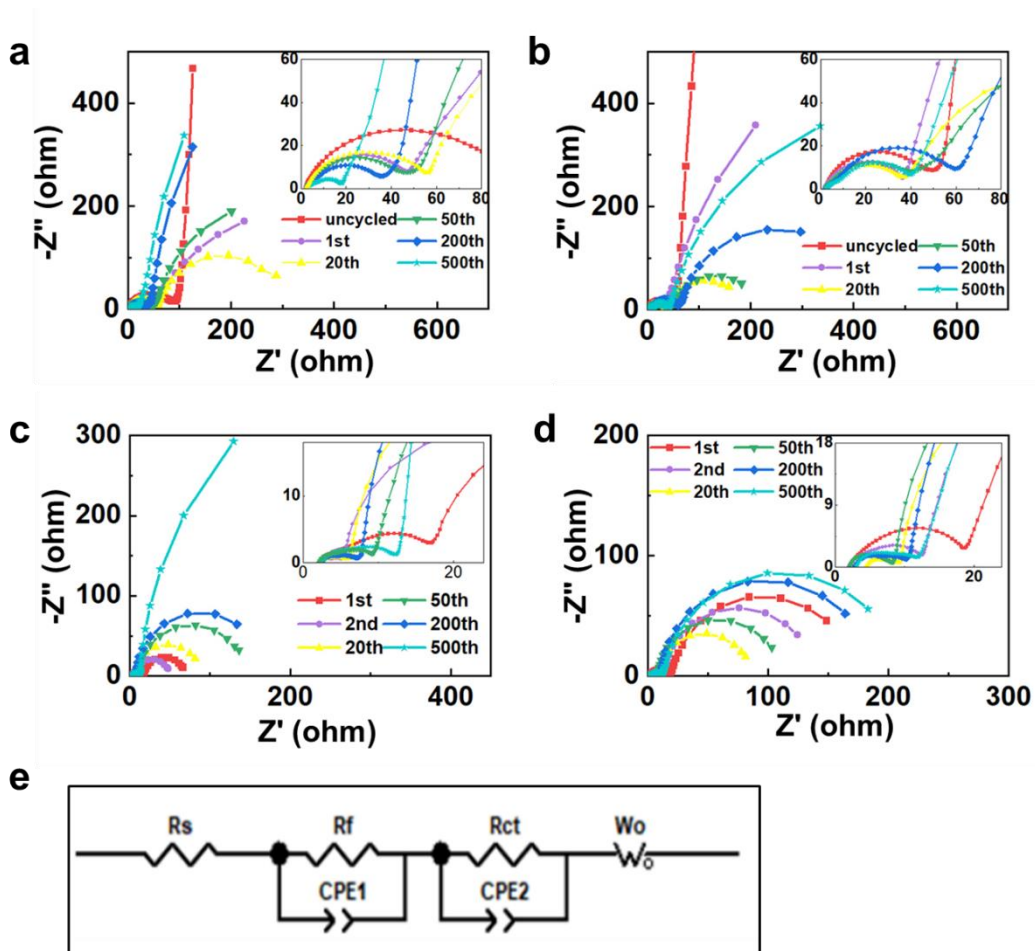 a
b
-Z" (ohm)
400
200
0
0 200 400 600
Z' (ohm)
60
40
20
0
0 20 40 60 80
uncycled
1st
20th
50th
200th
500th
-Z" (ohm)
400
200
0
0 200 400 600
Z' (ohm)
60
40
20
0
0 20 40 60 80
uncycled
1st
20th
50th
200th
500th
c
d
-Z" (ohm)
300
200
100
0
0 200 400
Z' (ohm)
10
0
0 20
1st
2nd
20th
50th
200th
500th
-Z" (ohm)
200
100
0
0 100 200 300
Z' (ohm)
18
9
0
0 10 20
1st
2nd
20th
50th
200th
500th
e
Rs Rf Rct Wo
CPE1 CPE2